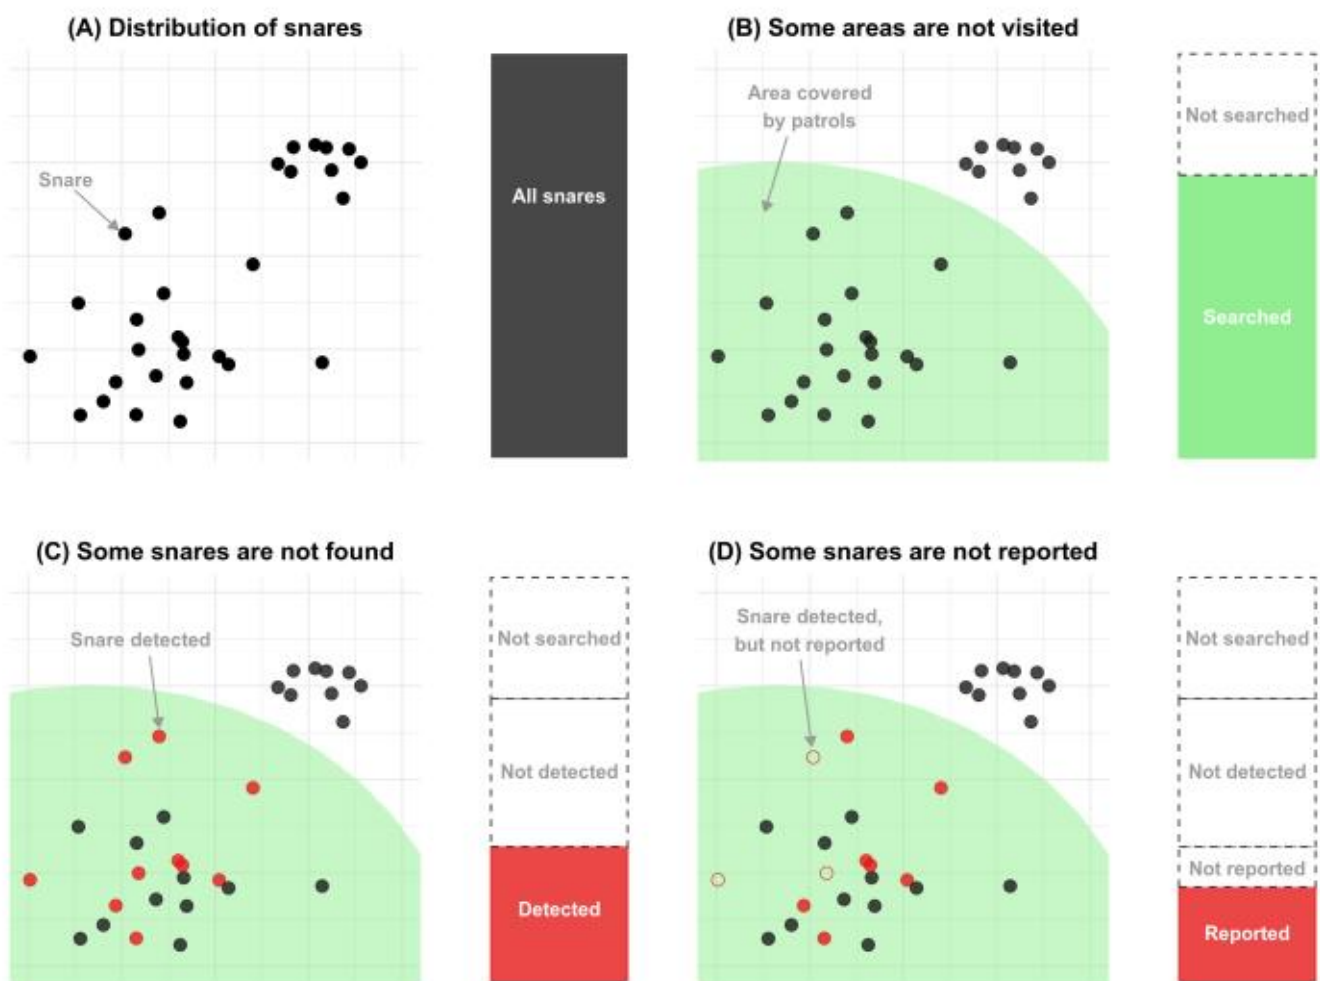 (A) Distribution of snares
Snare
All snares
(B) Some areas are not visited
Area covered
by patrols
Not searched
Searched
(C) Some snares are not found
Snare detected
Not searched
Not detected
Detected
(D) Some snares are not reported
Snare detected,
but not reported
Not searched
Not detected
Not reported
Reported